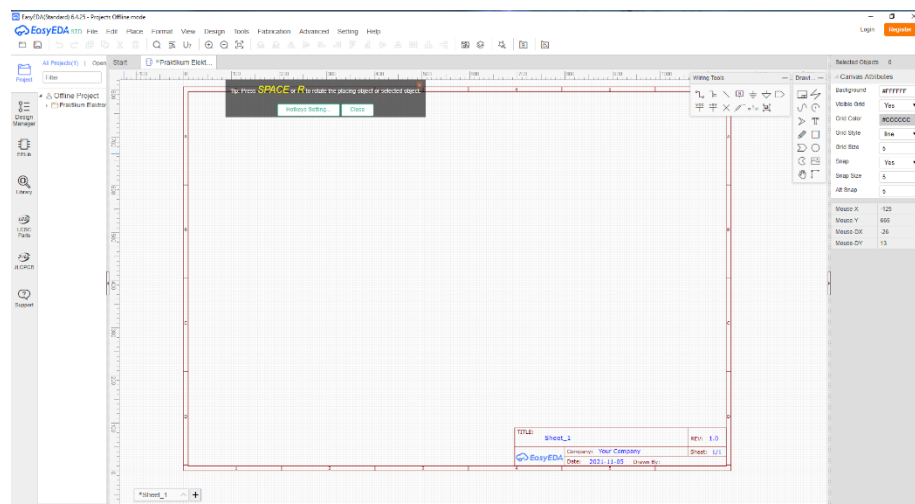 EasyEDA(Standard) 6.4.25 - Projects Offline mode
EasyEDA STD File Edit Place Format View Design Tools Fabrication Advanced Setting Help
Login Register
All Projects(1) | Open
Start *Praktikum Elekt...
Project
Filter
Offline Project
Praktikum Elektron
Design
Manager
EELib
Library
LCSC
Parts
JLCPCB
Support
Tip: Press SPACE or R to rotate the placing object or selected object.
Hotkeys Setting...
Close
Wiring Tools
Drawi...
Selected Objects 0
Canvas Attributes
Background #FFFFFF
Visible Grid Yes
Grid Color #CCCCCC
Grid Style line
Grid Size 5
Snap Yes
Snap Size 5
Alt Snap 5
Mouse-X -125
Mouse-Y 665
Mouse-DX -26
Mouse-DY 13
TITLE:
Sheet_1
REV: 1.0
EasyEDA
Company: Your Company
Sheet: 1/1
Date: 2021-11-05 Drawn By:
*Sheet_1